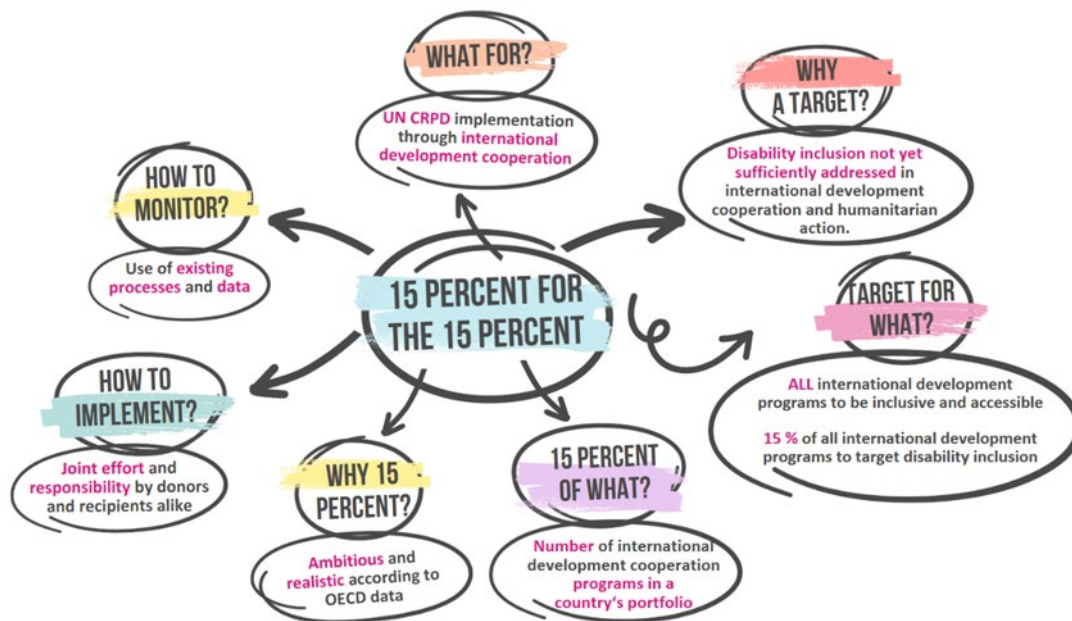 WHAT FOR?
UN CRPD implementation
through international
development cooperation
WHY
A TARGET?
Disability inclusion not yet
sufficiently addressed in
international development
cooperation and humanitarian
action.
HOW TO
MONITOR?
Use of existing
processes and data
15 PERCENT FOR
THE 15 PERCENT
TARGET FOR
WHAT?
ALL international development
programs to be inclusive and accessible
15 % of all international development
programs to target disability inclusion
HOW TO
IMPLEMENT?
Joint effort and
responsibility by donors
and recipients alike
WHY 15
PERCENT?
Ambitious and
realistic according to
OECD data
15 PERCENT
OF WHAT?
Number of international
development cooperation
programs in a
country's portfolio